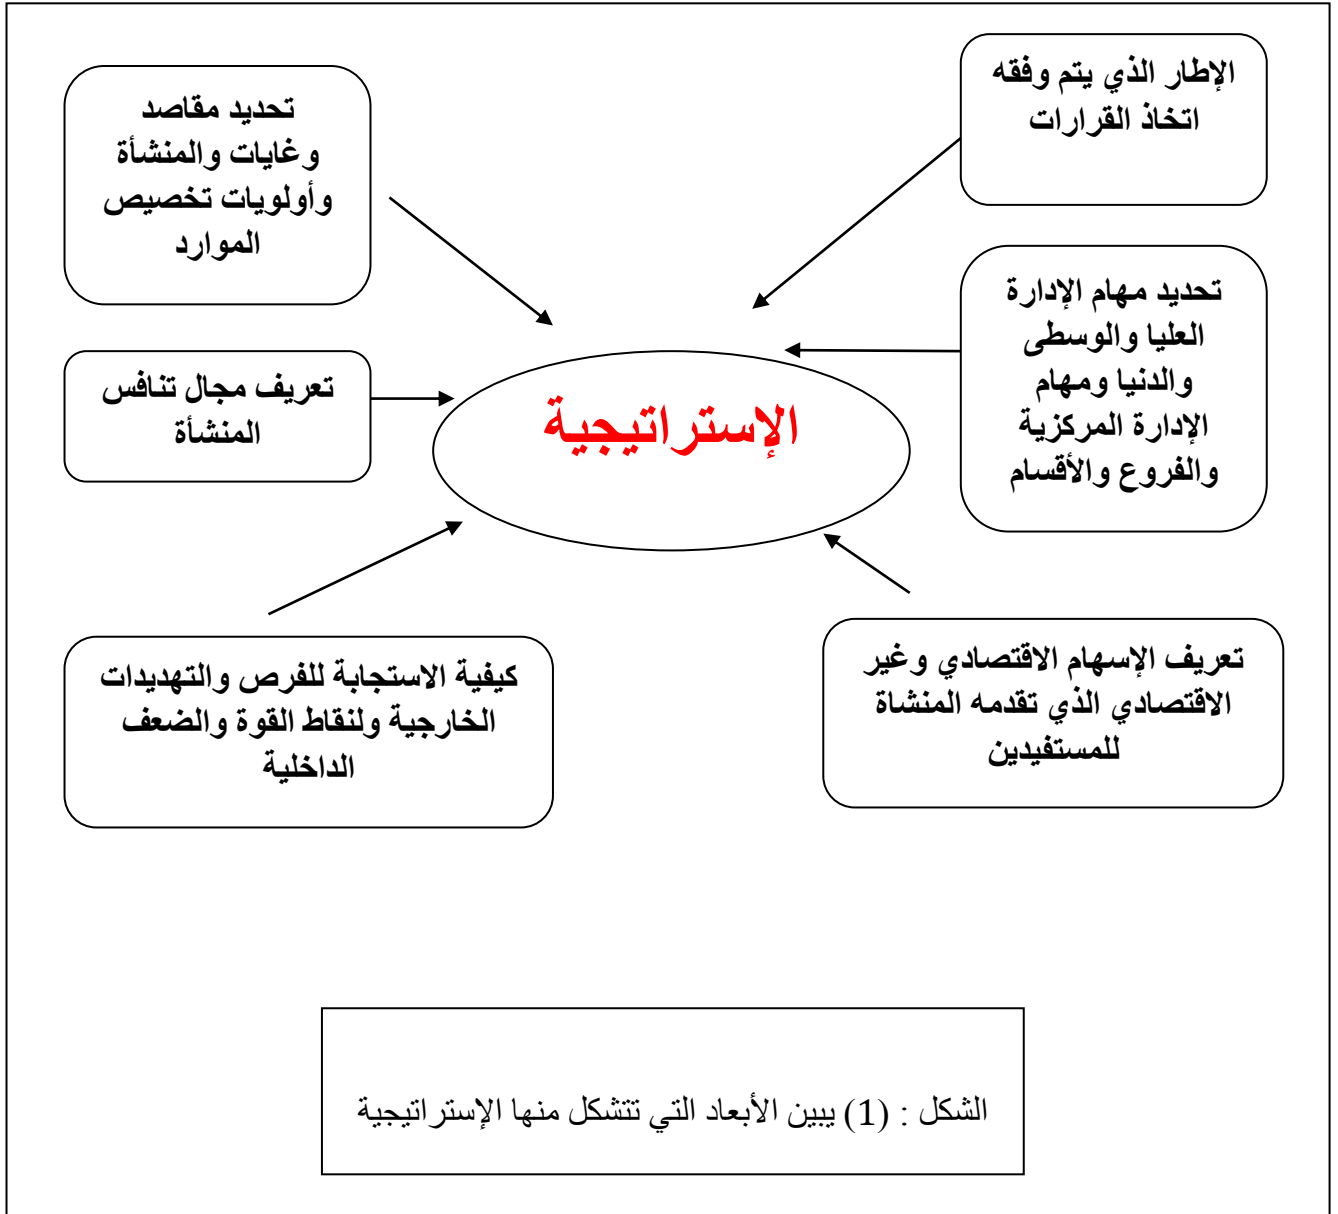 الإطار الذي يتم وفقه
اتخاذ القرارات
تحديد مقاصد
وغايات والمنشأة
وأولويات تخصيص
الموارد
تحديد مهام الإدارة
العليا والوسطى
والدنيا ومهام
الإدارة المركزية
والفروع والأقسام
تعريف مجال تنافس
المنشأة
الإستراتيجية
تعريف الإسهام الاقتصادي وغير
الاقتصادي الذي تقدمه المنشاة
للمستفيدين
كيفية الاستجابة للفرص والتهديدات
الخارجية ولنقاط القوة والضعف
الداخلية
الشكل : (1) يبين الأبعاد التي تتشكل منها الإستراتيجية